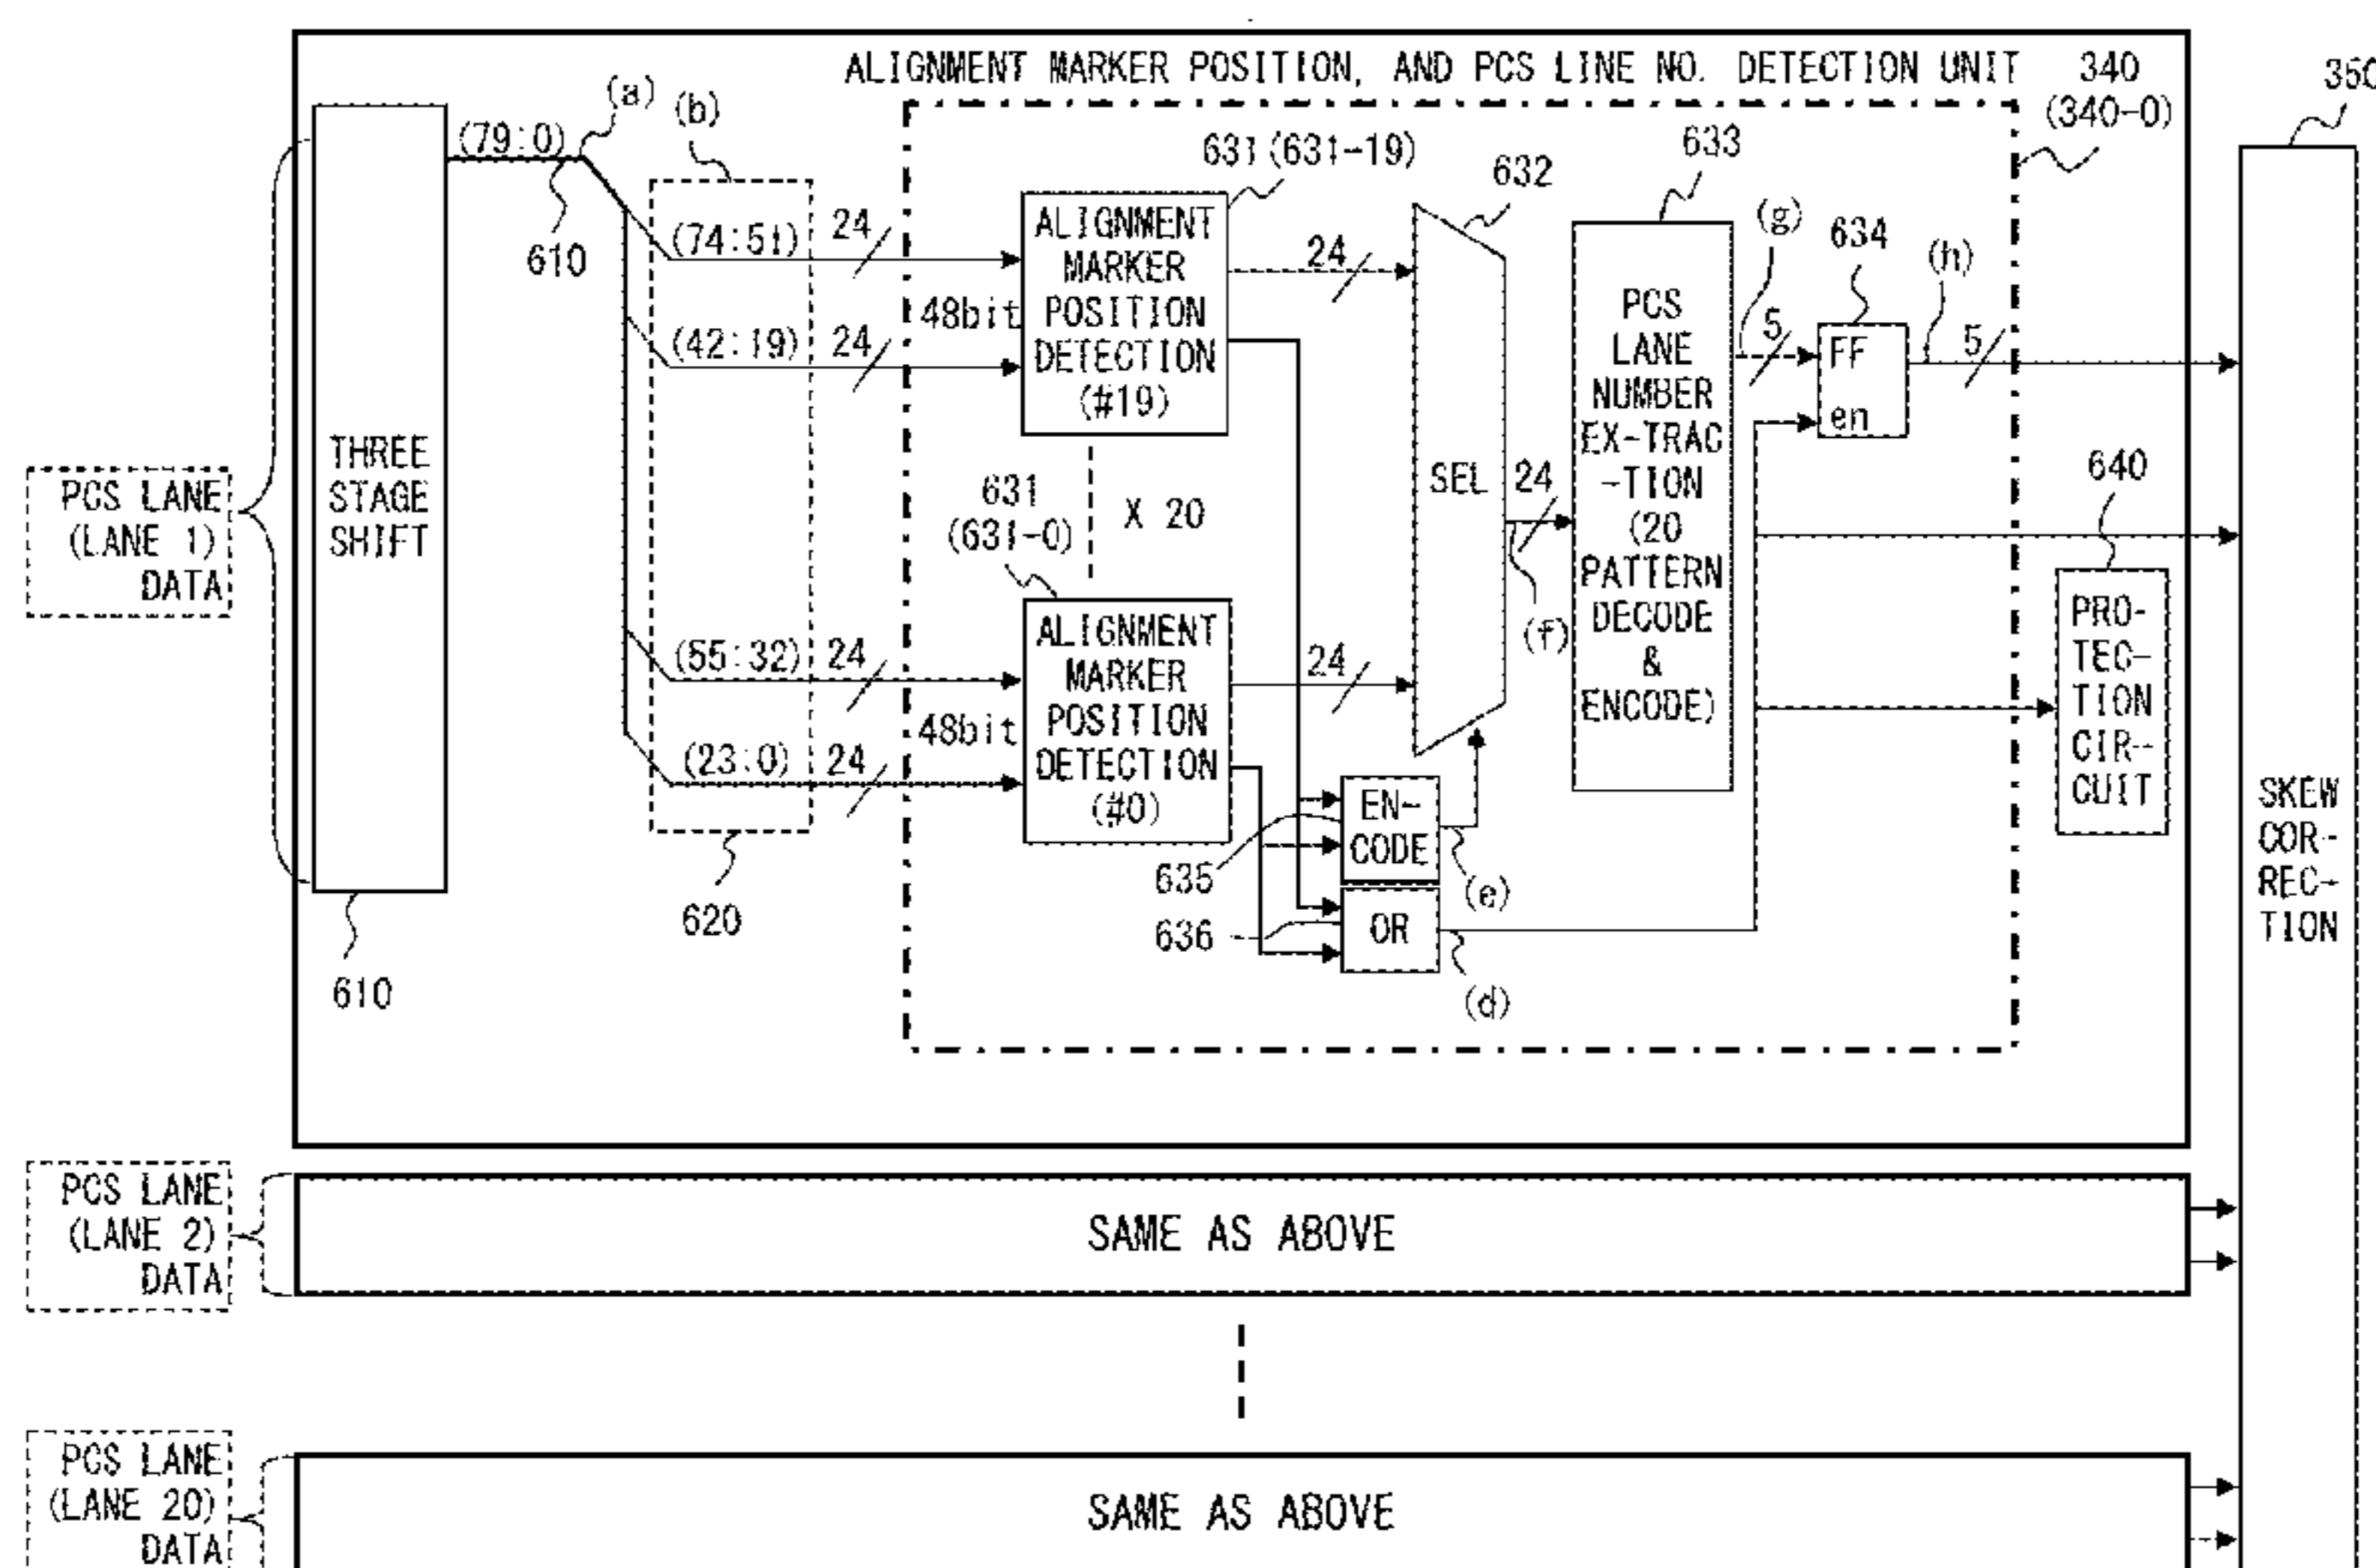 ALIGNMENT MARKER POSITION, AND PCS LINE NO. DETECTION UNIT
340
(340-0)
(79:0)
(a)
(b)
610
(74:51)
24
(42:19)
24
48bit
631 (631-19)
ALIGNMENT
MARKER
POSITION
DETECTION
(#19)
24
632
633
(g)
634
(h)
5
FF
en
5
PCS LANE
(LANE 1)
DATA
THREE
STAGE
SHIFT
610
631
(631-0)
X 20
SEL
24
(f)
PCS
LANE
NUMBER
EX-TRAC
-TION
(20
PATTERN
DECODE
&
ENCODE)
640
PRO-
TEC-
TION
CIR-
CUIT
(55:32)
24
48bit
(23:0)
24
620
ALIGNMENT
MARKER
POSITION
DETECTION
(#0)
24
EN-
CODE
635
(e)
636
OR
(d)
SKEW
COR-
REC-
TION
PCS LANE
(LANE 2)
DATA
SAME AS ABOVE
PCS LANE
(LANE 20)
DATA
SAME AS ABOVE